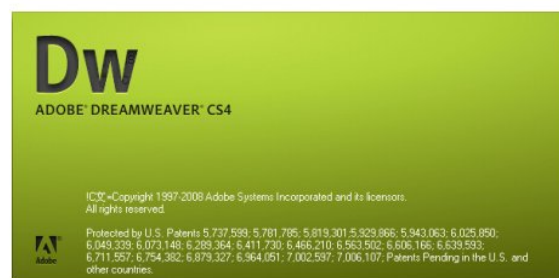 Dw
ADOBE® DREAMWEAVER® CS4
Copyright 1997-2008 Adobe Systems Incorporated and its licensors.
All rights reserved.
Protected by U.S. Patents 5,737,599; 5,781,785; 5,819,301;5,929,866; 5,943,063; 6,025,850;
6,049,339; 6,073,148; 6,289,364; 6,411,730; 6,466,210; 6,563,502; 6,606,166; 6,639,593;
6,711,557; 6,754,382; 6,879,327; 6,964,051; 7,002,597; 7,006,107; Patents Pending in the U.S. and
other countries.
Adobe